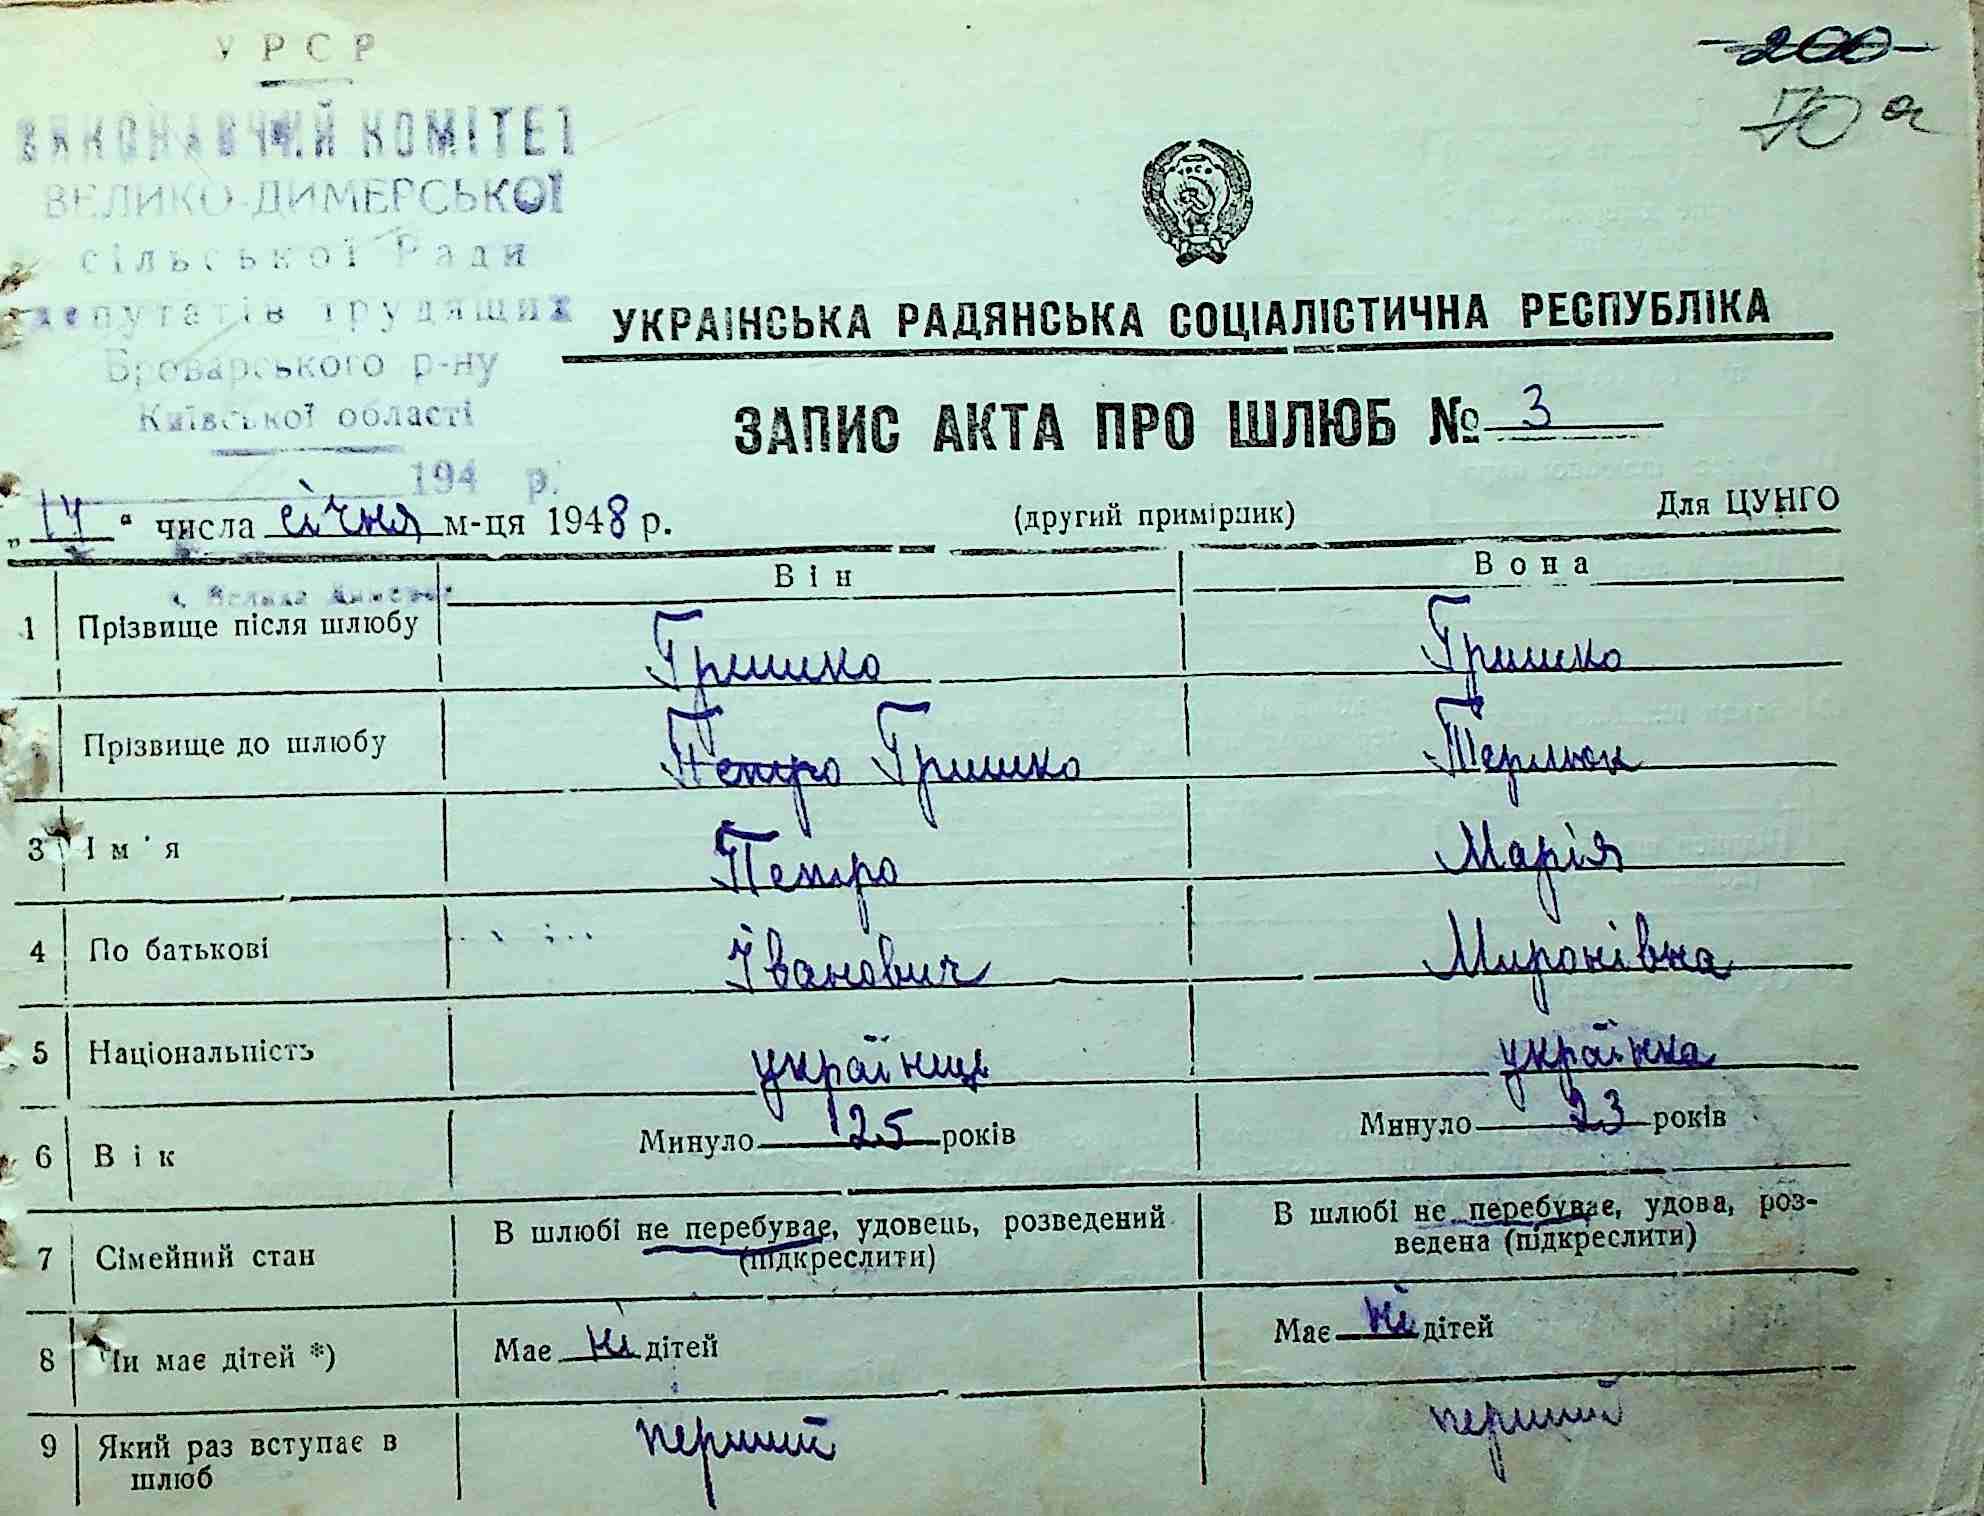 -200-
70 а
УРСР
ВИКОНАВЧИЙ КОМІТЕТ
ВЕЛИКО-ДИМЕРСЬКОЇ
сільської Ради
депутатів трудящих
Броварського р-ну
Київської області
194 р.
УКРАЇНСЬКА РАДЯНСЬКА СОЦІАЛІСТИЧНА РЕСПУБЛІКА
ЗАПИС АКТА ПРО ШЛЮБ № 3
„17“ числа січня м-ця 1948 р.
(другий примірник)
Для ЦУНГО
Він Вона
1 Прізвище після шлюбу Гришко Гришко
Прізвище до шлюбу Петро Гришко Терлюк
3 Ім'я Петро Марія
4 По батькові Іванович Миронівна
5 Національність українець українка
6 Вік Минуло 25 років Минуло 23 років
7 Сімейний стан В шлюбі не перебуває, удовець, розведений (підкреслити) В шлюбі не перебуває, удова, роз-
ведена (підкреслити)
8 Чи має дітей *) Має ні дітей Має ні дітей
9 Який раз вступає в перший перший
шлюб